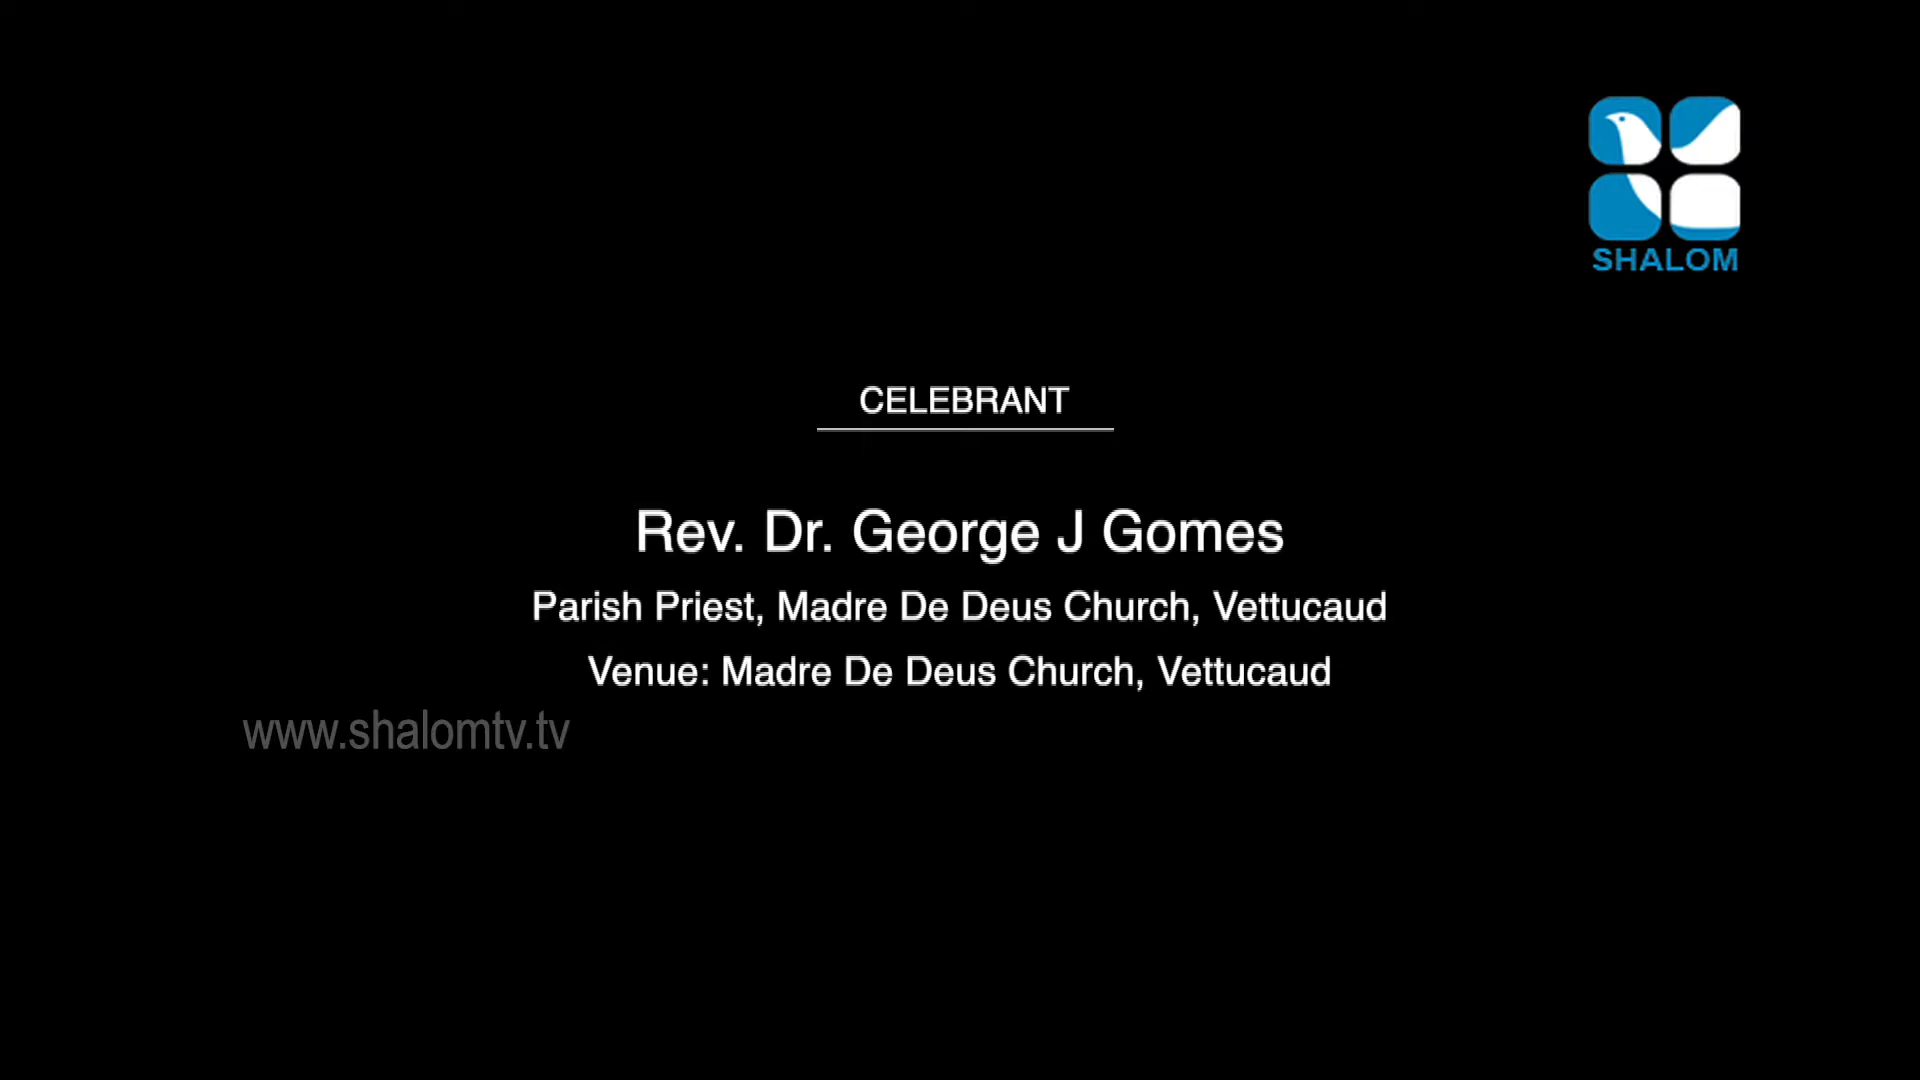 SHALOM
CELEBRANT
Rev. Dr. George J Gomes
Parish Priest, Madre De Deus Church, Vettucaud
Venue: Madre De Deus Church, Vettucaud
www.shalomtv.tv